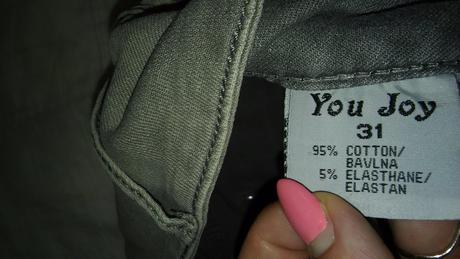 You Joy
31
95% COTTON/
BAVLNA
5% ELASTHANE/
ELASTAN